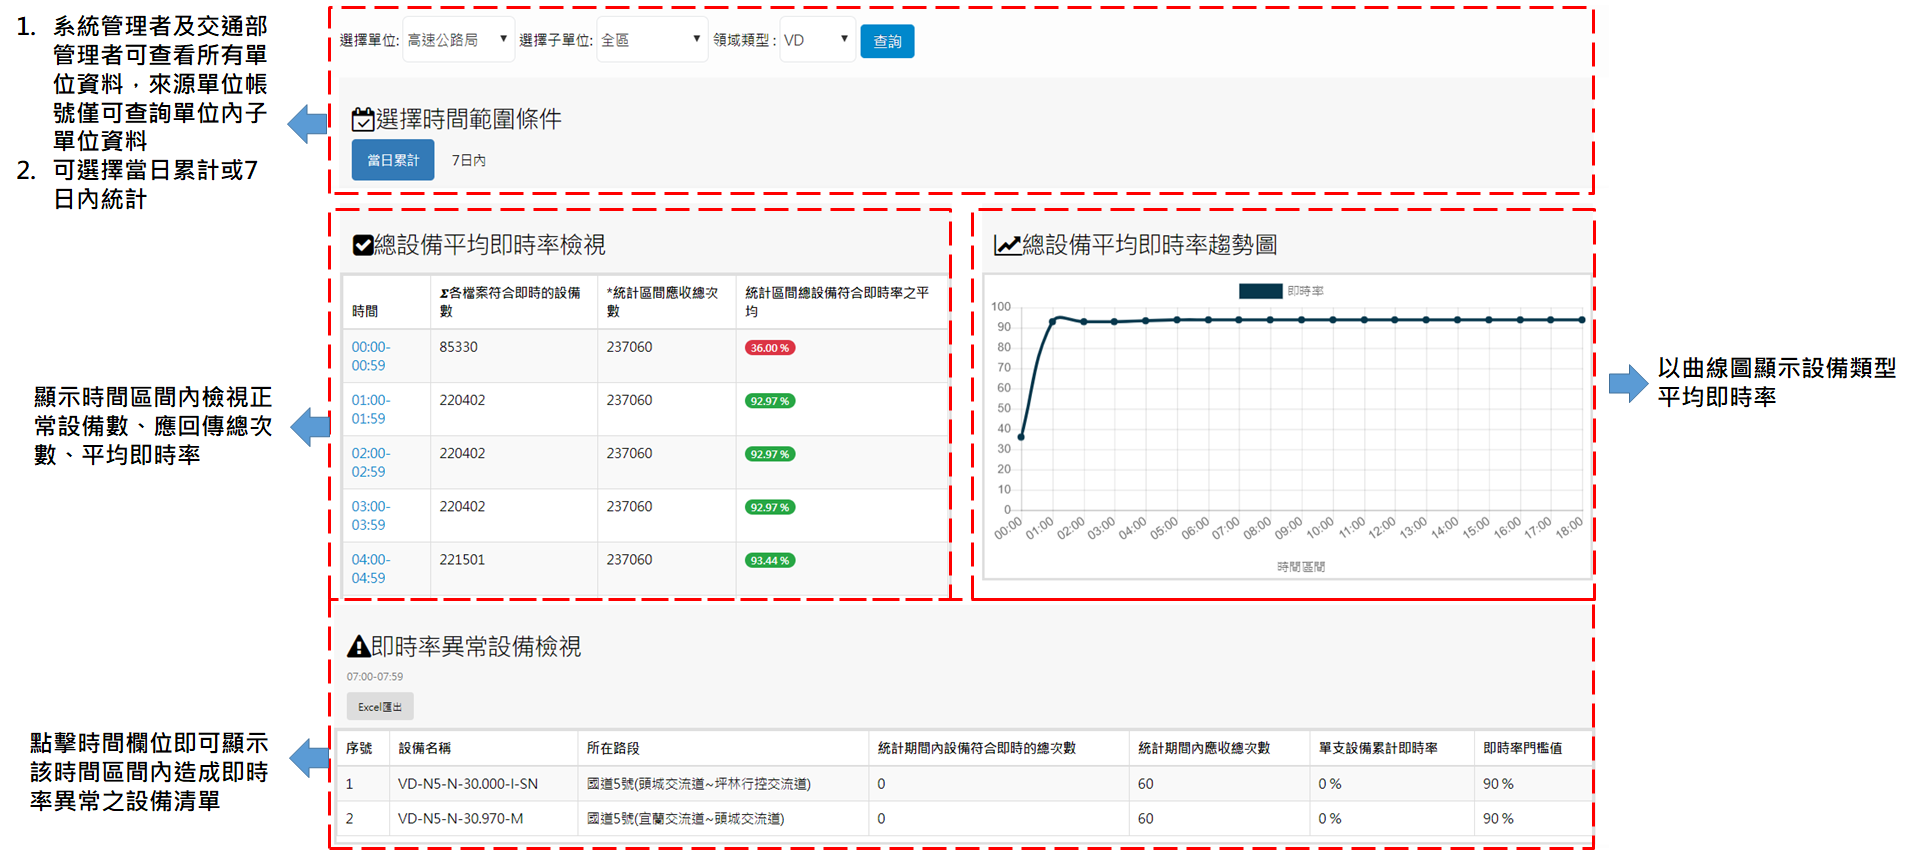 1. 系統管理者及交通部
管理者可查看所有單
位資料，來源單位帳
號僅可查詢單位內子
單位資料
2. 可選擇當日累計或7
日內統計
選擇單位: 高速公路局 選擇子單位: 全區 領域類型 : VD 查詢
選擇時間範圍條件
當日累計 7日內
總設備平均即時率檢視
時間 Σ各檔案符合即時的設備 *統計區間應收總次 統計區間總設備符合即時率之平
數 數 均
00:00- 85330 237060 36.00 %
00:59
01:00- 220402 237060 92.97 %
01:59
02:00- 220402 237060 92.97 %
02:59
03:00- 220402 237060 92.97 %
03:59
04:00- 221501 237060 93.44 %
04:59
顯示時間區間內檢視正
常設備數、應回傳總次
數、平均即時率
總設備平均即時率趨勢圖
即時率
100
90
80
70
60
50
40
30
20
10
0
00:00 01:00 02:00 03:00 04:00 05:00 06:00 07:00 08:00 09:00 10:00 11:00 12:00 13:00 14:00 15:00 16:00 17:00 18:00
時間區間
以曲線圖顯示設備類型
平均即時率
即時率異常設備檢視
07:00-07:59
Excel匯出
序號 設備名稱 所在路段 統計期間內設備符合即時的總次數 統計期間內應收總次數 單支設備累計即時率 即時率門檻值
1 VD-N5-N-30.000-I-SN 國道5號(頭城交流道~坪林行控交流道) 0 60 0 % 90 %
2 VD-N5-N-30.970-M 國道5號(宜蘭交流道~頭城交流道) 0 60 0 % 90 %
點擊時間欄位即可顯示
該時間區間內造成即時
率異常之設備清單